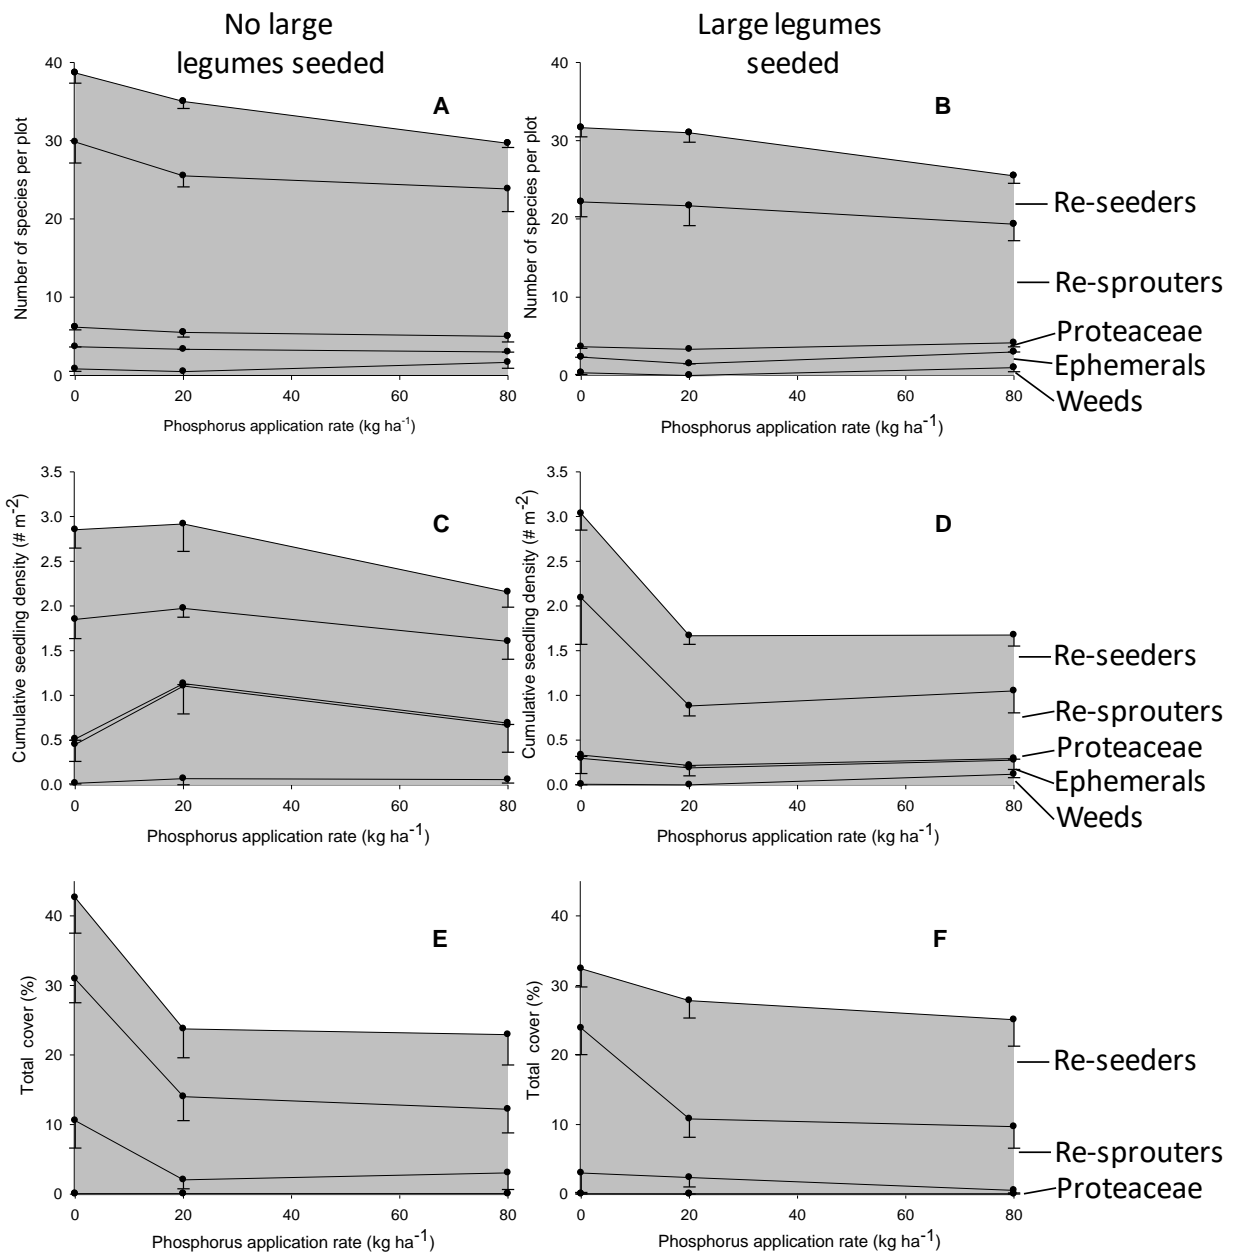 No large
legumes seeded
Large legumes
seeded
40
30
20
10
0
Number of species per plot
A
0
20
40
60
80
Phosphorus application rate (kg ha-1)
40
30
20
10
0
Number of species per plot
B
0
20
40
60
80
Phosphorus application rate (kg ha-1)
Re-seeders
Re-sprouters
Proteaceae
Ephemerals
Weeds
3.5
3.0
2.5
2.0
1.5
1.0
0.5
0.0
Cumulative seedling density (# m-2)
C
0
20
40
60
80
Phosphorus application rate (kg ha-1)
3.5
3.0
2.5
2.0
1.5
1.0
0.5
0.0
Cumulative seedling density (# m-2)
D
0
20
40
60
80
Phosphorus application rate (kg ha-1)
Re-seeders
Re-sprouters
Proteaceae
Ephemerals
Weeds
40
30
20
10
0
Total cover (%)
E
0
20
40
60
80
Phosphorus application rate (kg ha-1)
40
30
20
10
0
Total cover (%)
F
0
20
40
60
80
Phosphorus application rate (kg ha-1)
Re-seeders
Re-sprouters
Proteaceae